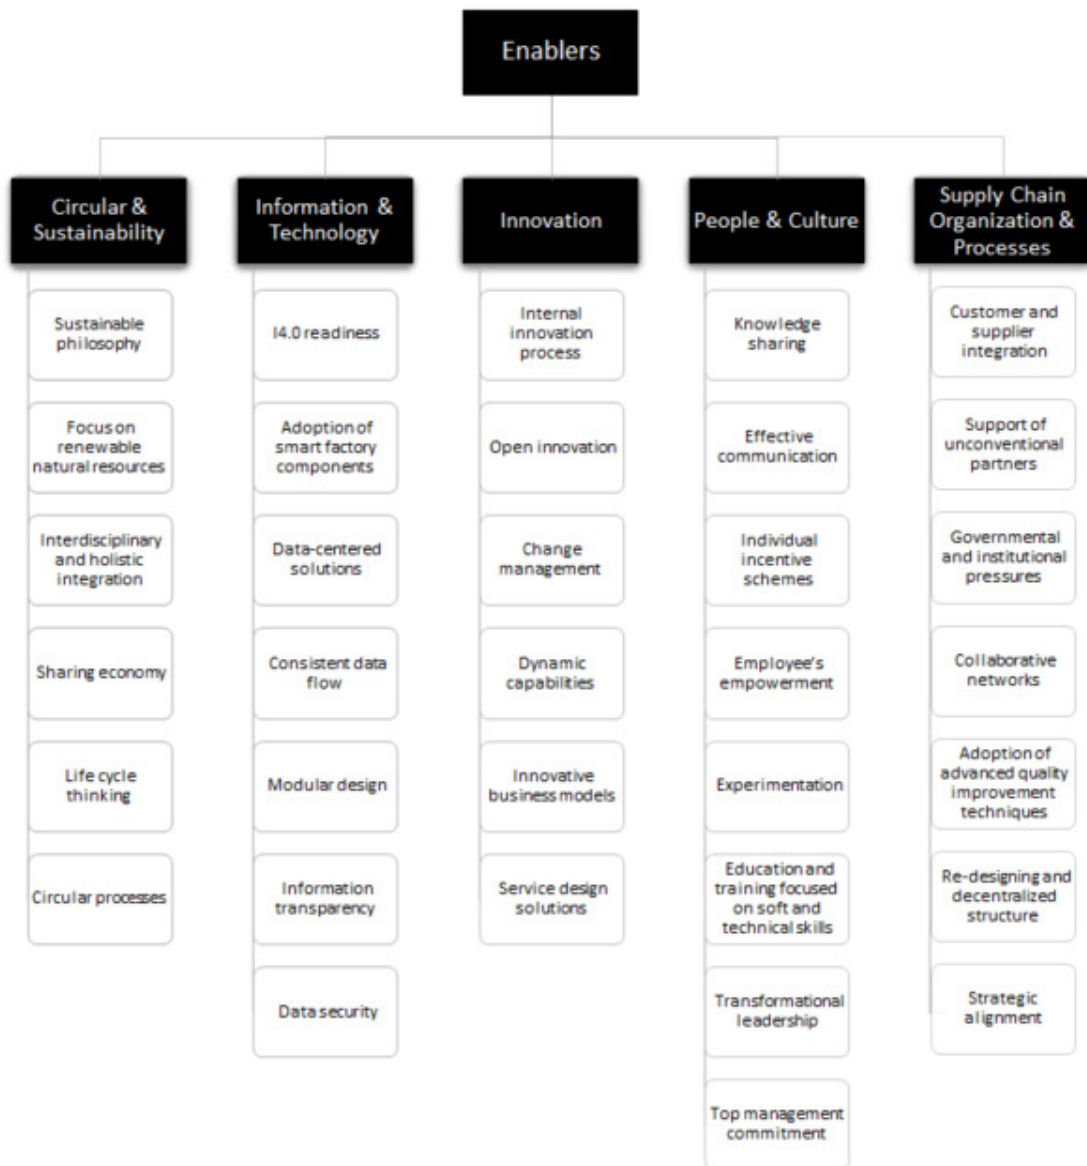 Enablers
Circular &
Sustainability
Sustainable
philosophy
Focus on
renewable
natural resources
Interdisciplinary
and holistic
integration
Sharing economy
Life cycle
thinking
Circular processes
Information &
Technology
I4.0 readiness
Adoption of
smart factory
components
Data-centered
solutions
Consistent data
flow
Modular design
Information
transparency
Data security
Innovation
Internal
innovation
process
Open innovation
Change
management
Dynamic
capabilities
Innovative
business models
Service design
solutions
People & Culture
Knowledge
sharing
Effective
communication
Individual
incentive
schemes
Employee's
empowerment
Experimentation
Education and
training focused
on soft and
technical skills
Transformational
leadership
Top management
commitment
Supply Chain
Organization &
Processes
Customer and
supplier
integration
Support of
unconventional
partners
Governmental
and institutional
pressures
Collaborative
networks
Adoption of
advanced quality
improvement
techniques
Re-designing and
decentralized
structure
Strategic
alignment